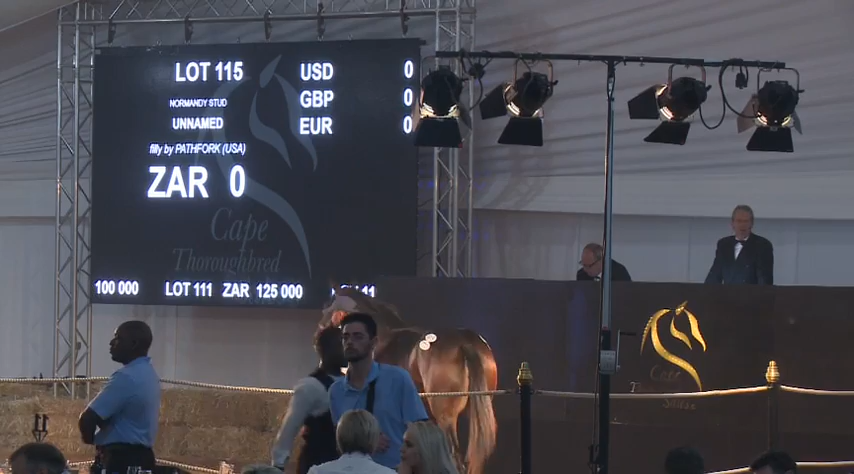 LOT 115
USD 0
NORMANDY STUD
GBP 0
UNNAMED
EUR 0
filly by PATHFORK (USA)
ZAR 0
Cape
Thoroughbred
100 000 LOT 111 ZAR 125 000
Cape